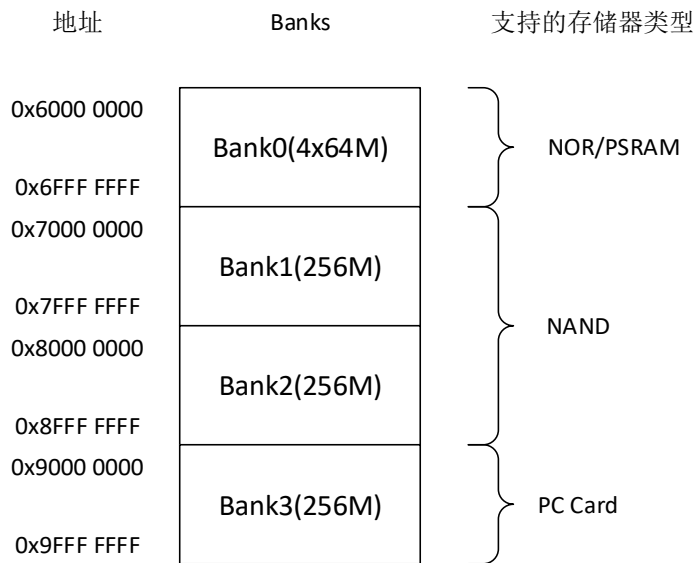 地址 Banks 支持的存储器类型
0x6000 0000
Bank0(4x64M) NOR/PSRAM
0x6FFF FFFF
0x7000 0000
Bank1(256M)
0x7FFF FFFF
NAND
0x8000 0000
Bank2(256M)
0x8FFF FFFF
0x9000 0000
Bank3(256M) PC Card
0x9FFF FFFF